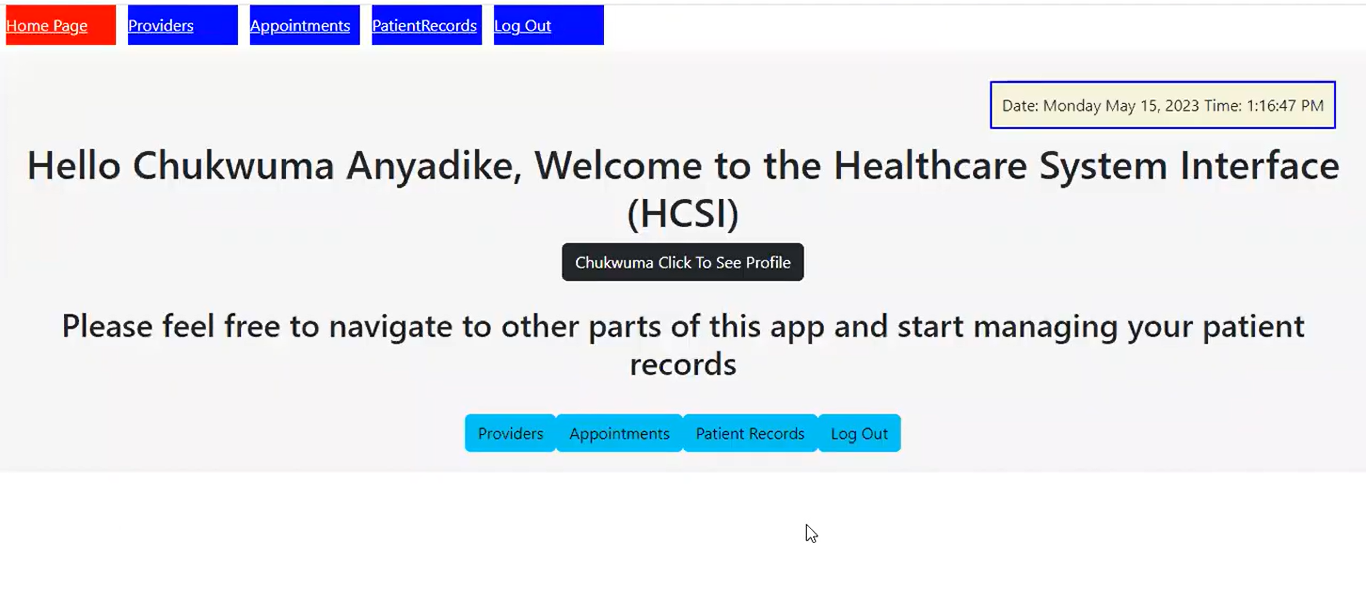 Home Page Providers Appointments PatientRecords Log Out
Date: Monday May 15, 2023 Time: 1:16:47 PM
Hello Chukwuma Anyadike, Welcome to the Healthcare System Interface
(HCSI)
Chukwuma Click To See Profile
Please feel free to navigate to other parts of this app and start managing your patient
records
Providers Appointments Patient Records Log Out